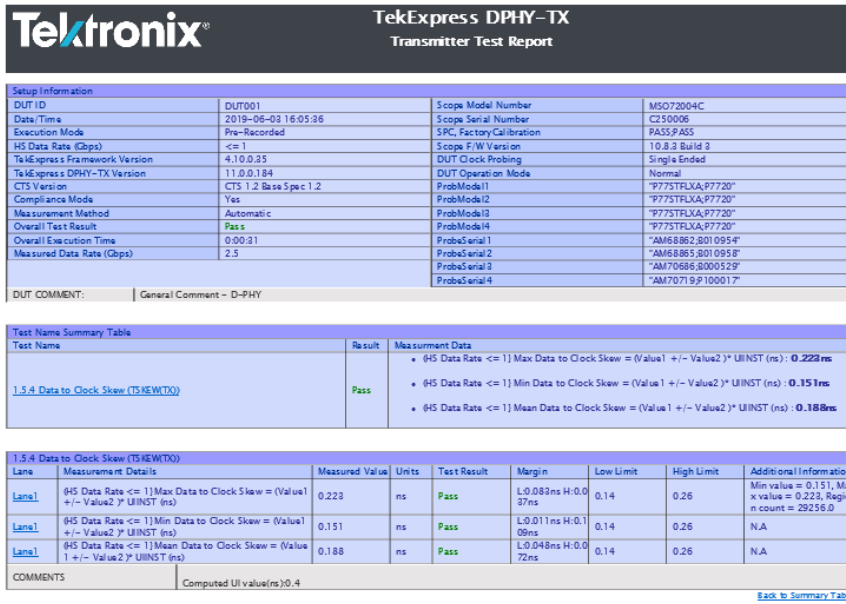 Tektronix®
TekExpress DPHY-TX
Transmitter Test Report
Setup Information
DUT ID DUT001 Scope Model Number MSO72004C
Date/Time 2019-06-03 16:05:36 Scope Serial Number C250006
Execution Mode Pre-Recorded SPC, FactoryCalibration PASS;PASS
HS Data Rate (Gbps) <= 1 Scope F/W Version 10.8.3 Build 3
TekExpress Framework Version 4.10.0.35 DUT Clock Probing Single Ended
TekExpress DPHY-TX Version 11.0.0.184 DUT Operation Mode Normal
CTS Version CTS 1.2 Base Spec 1.2 ProbModel1 "P77STFLXA;P7720"
Compliance Mode Yes ProbModel2 "P77STFLXA;P7720"
Measurement Method Automatic ProbModel3 "P77STFLXA;P7720"
Overall Test Result Pass ProbModel4 "P77STFLXA;P7720"
Overall Execution Time 0:00:31 ProbeSerial1 "AM68862;B010954"
Measured Data Rate (Gbps) 2.5 ProbeSerial2 "AM68865;B010958"
ProbeSerial3 "AM70686;B000529"
ProbeSerial4 "AM70719;P100017"
DUT COMMENT: General Comment - D-PHY
Test Name Summary Table
Test Name Result Measurment Data
1.5.4 Data to Clock Skew (TSKEW(TX)) Pass
• (HS Data Rate <= 1) Max Data to Clock Skew = (Value1 +/- Value2 )* UIINST (ns) : 0.223ns
• (HS Data Rate <= 1) Min Data to Clock Skew = (Value1 +/- Value2 )* UIINST (ns) : 0.151ns
• (HS Data Rate <= 1) Mean Data to Clock Skew = (Value1 +/- Value2 )* UIINST (ns) : 0.188ns
1.5.4 Data to Clock Skew (TSKEW(TX))
Lane Measurement Details Measured Value Units Test Result Margin Low Limit High Limit Additional Informatio
Lane1 (HS Data Rate <= 1) Max Data to Clock Skew = (Value1
+/- Value2 )* UIINST (ns) 0.223 ns Pass L:0.083ns H:0.0
37ns 0.14 0.26 Min value = 0.151, Ma
x value = 0.223, Regio
n count = 29256.0
Lane1 (HS Data Rate <= 1) Min Data to Clock Skew = (Value1
+/- Value2 )* UIINST (ns) 0.151 ns Pass L:0.011ns H:0.1
09ns 0.14 0.26 N.A
Lane1 (HS Data Rate <= 1) Mean Data to Clock Skew = (Value
1 +/- Value2 )* UIINST (ns) 0.188 ns Pass L:0.048ns H:0.0
72ns 0.14 0.26 N.A
COMMENTS Computed UI value(ns):0.4
Back to Summary Tab